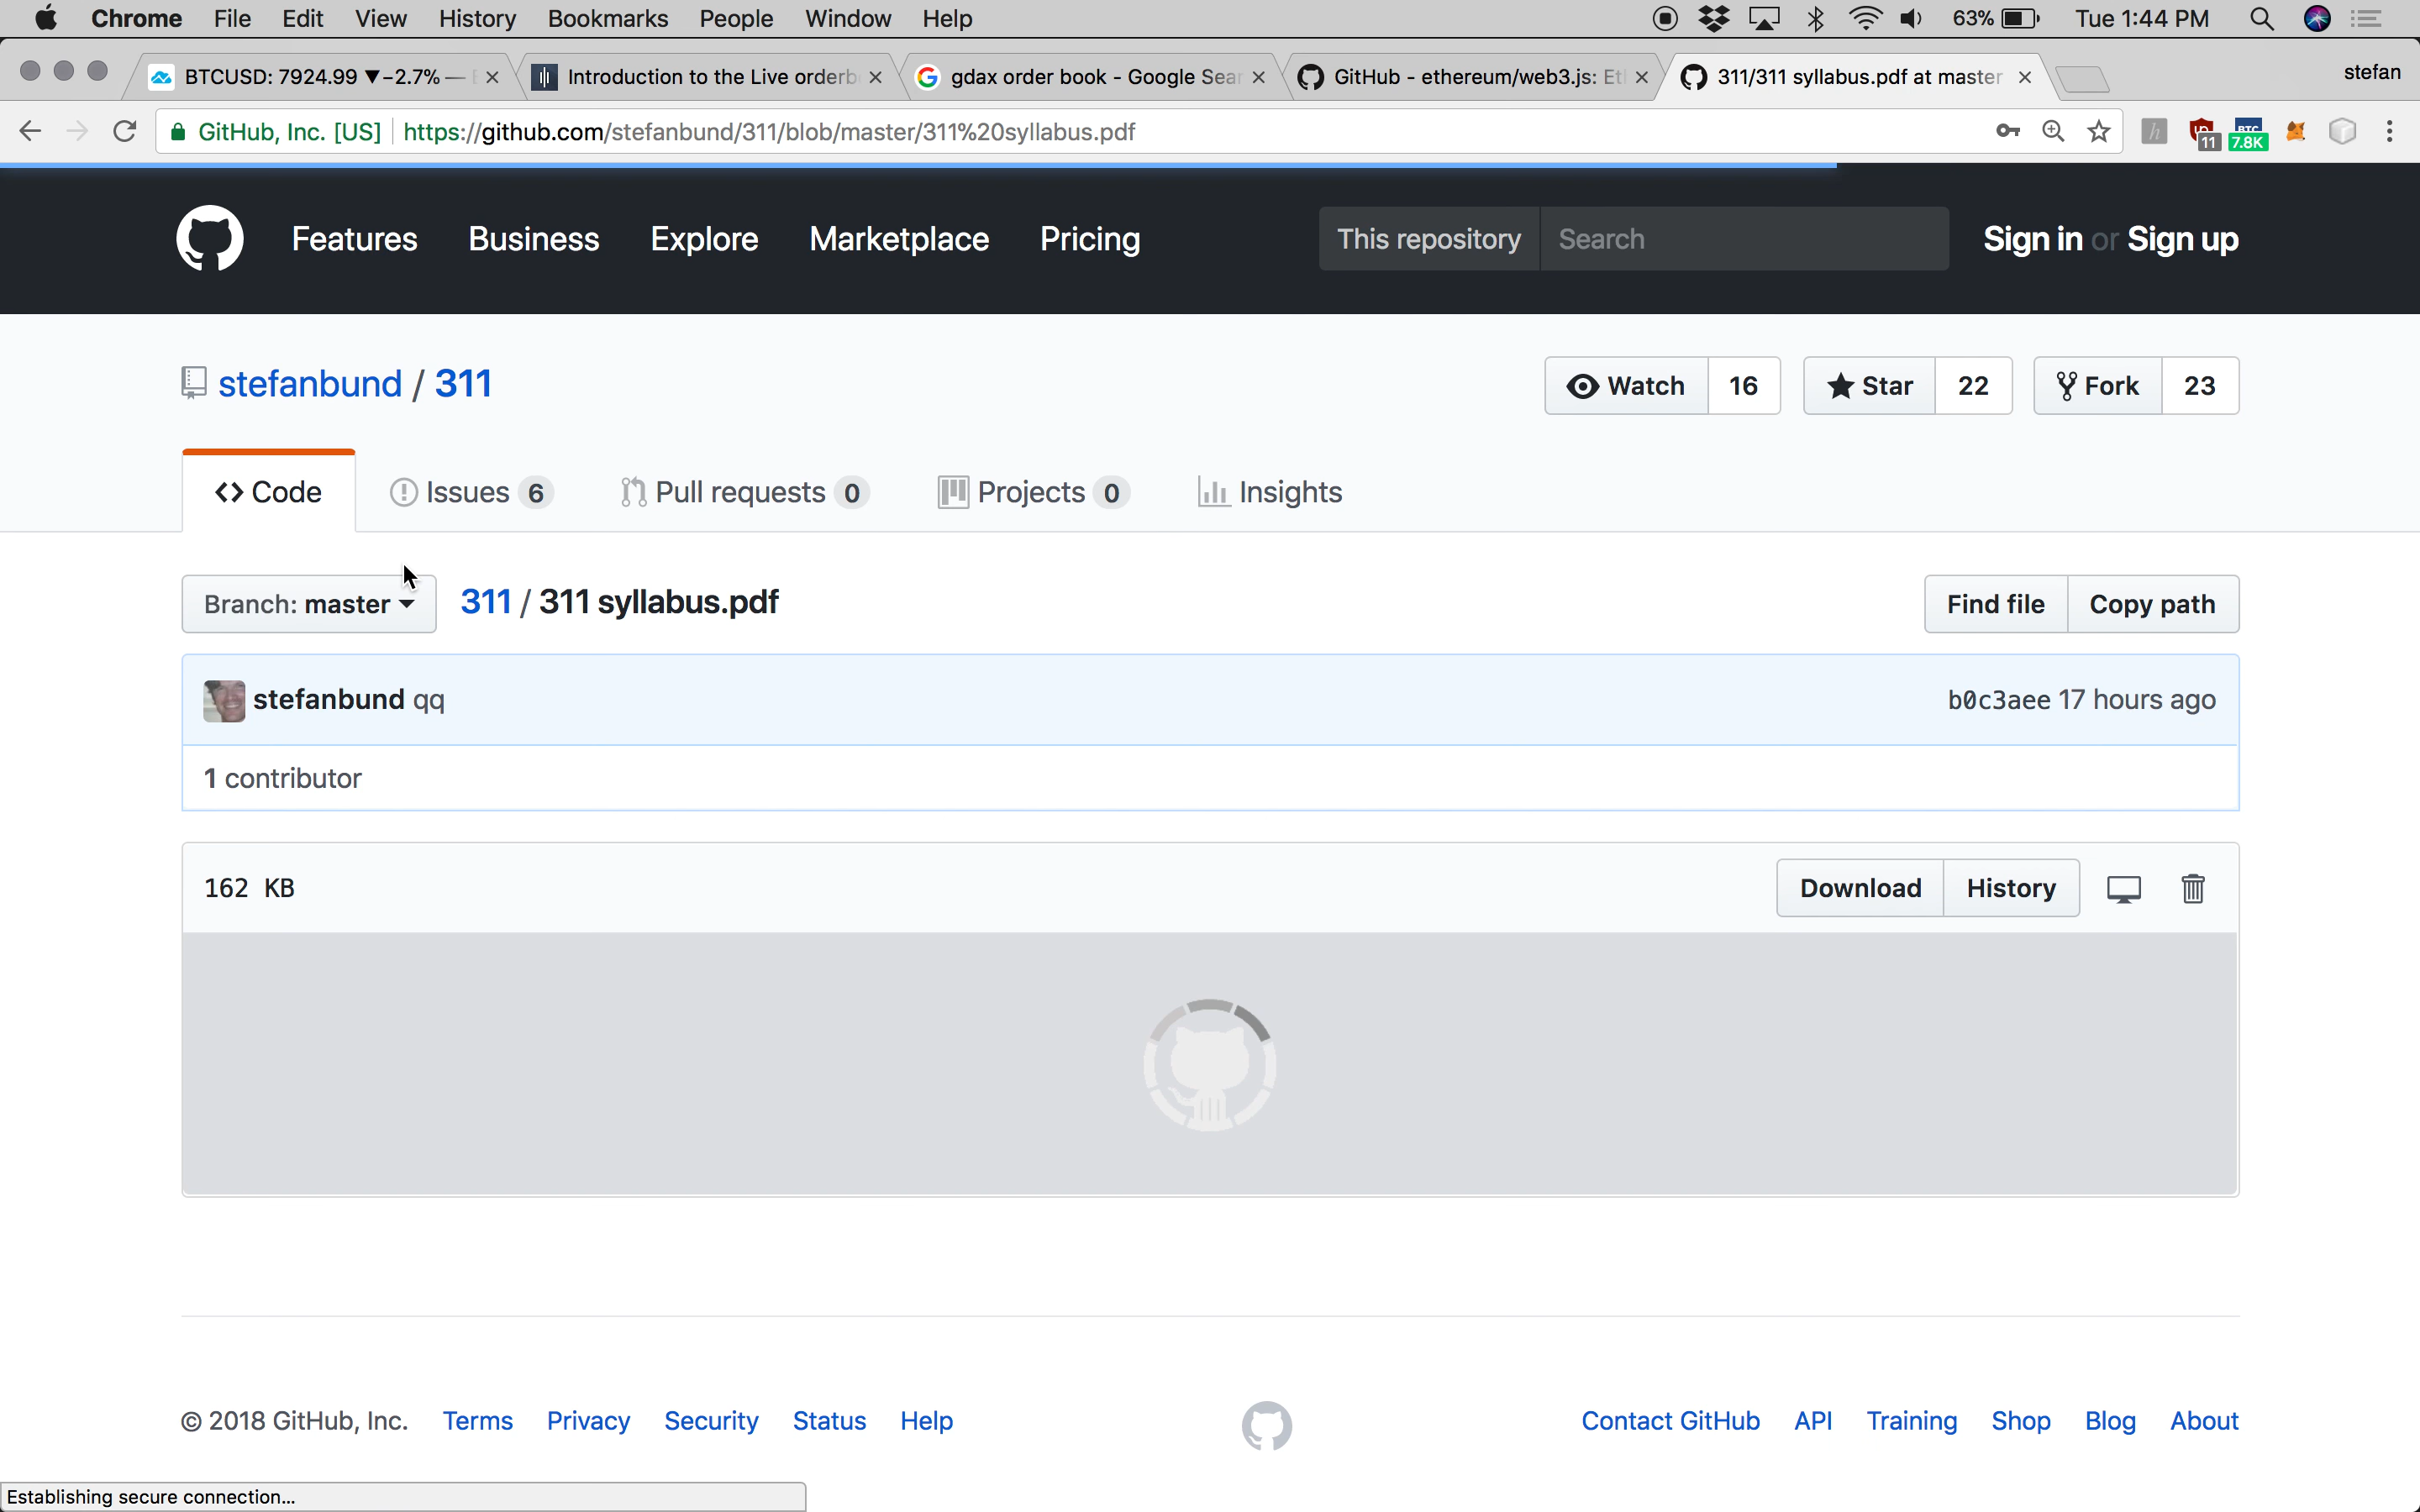 Chrome File Edit View History Bookmarks People Window Help 63% Tue 1:44 PM
BTCUSD: 7924.99 ▼−2.7% — Introduction to the Live orderb gdax order book - Google Sear GitHub - ethereum/web3.js: Et 311/311 syllabus.pdf at master stefan
GitHub, Inc. [US] https://github.com/stefanbund/311/blob/master/311%20syllabus.pdf 11 7.8K
Features Business Explore Marketplace Pricing This repository Search Sign in or Sign up
stefanbund / 311 Watch 16 Star 22 Fork 23
Code Issues 6 Pull requests 0 Projects 0 Insights
Branch: master 311 / 311 syllabus.pdf Find file Copy path
stefanbund qq b0c3aee 17 hours ago
1 contributor
162 KB Download History
© 2018 GitHub, Inc. Terms Privacy Security Status Help Contact GitHub API Training Shop Blog About
Establishing secure connection...